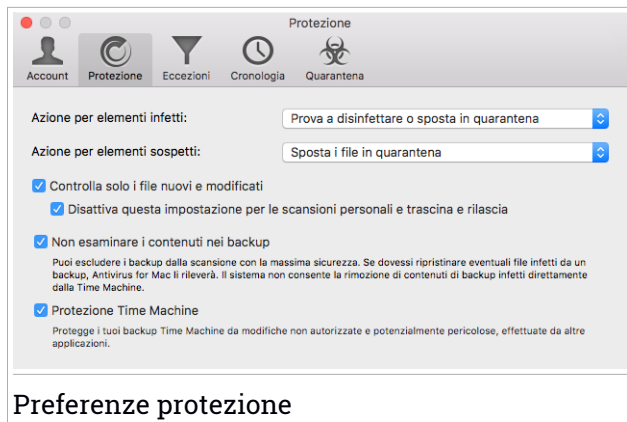 Protezione
Account Protezione Eccezioni Cronologia Quarantena
Azione per elementi infetti: Prova a disinfettare o sposta in quarantena
Azione per elementi sospetti: Sposta i file in quarantena
Controlla solo i file nuovi e modificati
Disattiva questa impostazione per le scansioni personali e trascina e rilascia
Non esaminare i contenuti nei backup
Puoi escludere i backup dalla scansione con la massima sicurezza. Se dovessi ripristinare eventuali file infetti da un
backup, Antivirus for Mac li rileverà. Il sistema non consente la rimozione di contenuti di backup infetti direttamente
dalla Time Machine.
Protezione Time Machine
Protegge i tuoi backup Time Machine da modifiche non autorizzate e potenzialmente pericolose, effettuate da altre
applicazioni.
Preferenze protezione